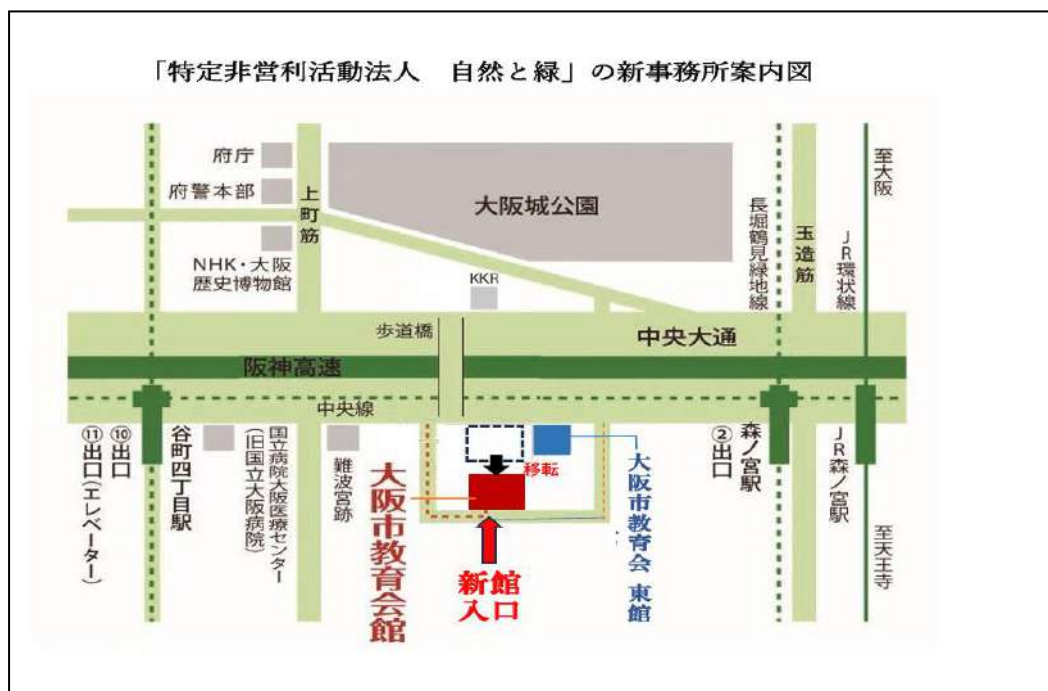 「特定非営利活動法人　自然と緑」の新事務所案内図
府庁
府警本部
上町筋
NHK・大阪
歴史博物館
大阪城公園
KKR
長堀鶴見緑地線
玉造筋
JR環状線
至大阪
歩道橋
中央大通
阪神高速
中央線
⑪出口(エレベーター)
⑩出口
谷町四丁目駅
国立病院大阪医療センター
(旧国立大阪病院)
難波宮跡
大阪市教育会館
移転
新館
入口
大阪市教育会 東館
②出口
森ノ宮駅
JR森ノ宮駅
至天王寺